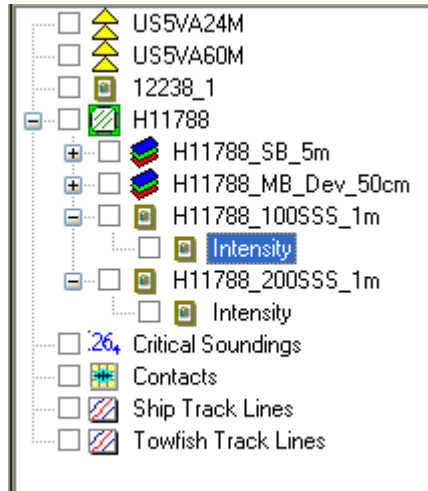 US5VA24M
US5VA60M
12238_1
H11788
H11788_SB_5m
H11788_MB_Dev_50cm
H11788_100SSS_1m
Intensity
H11788_200SSS_1m
Intensity
.26₄ Critical Soundings
Contacts
Ship Track Lines
Towfish Track Lines